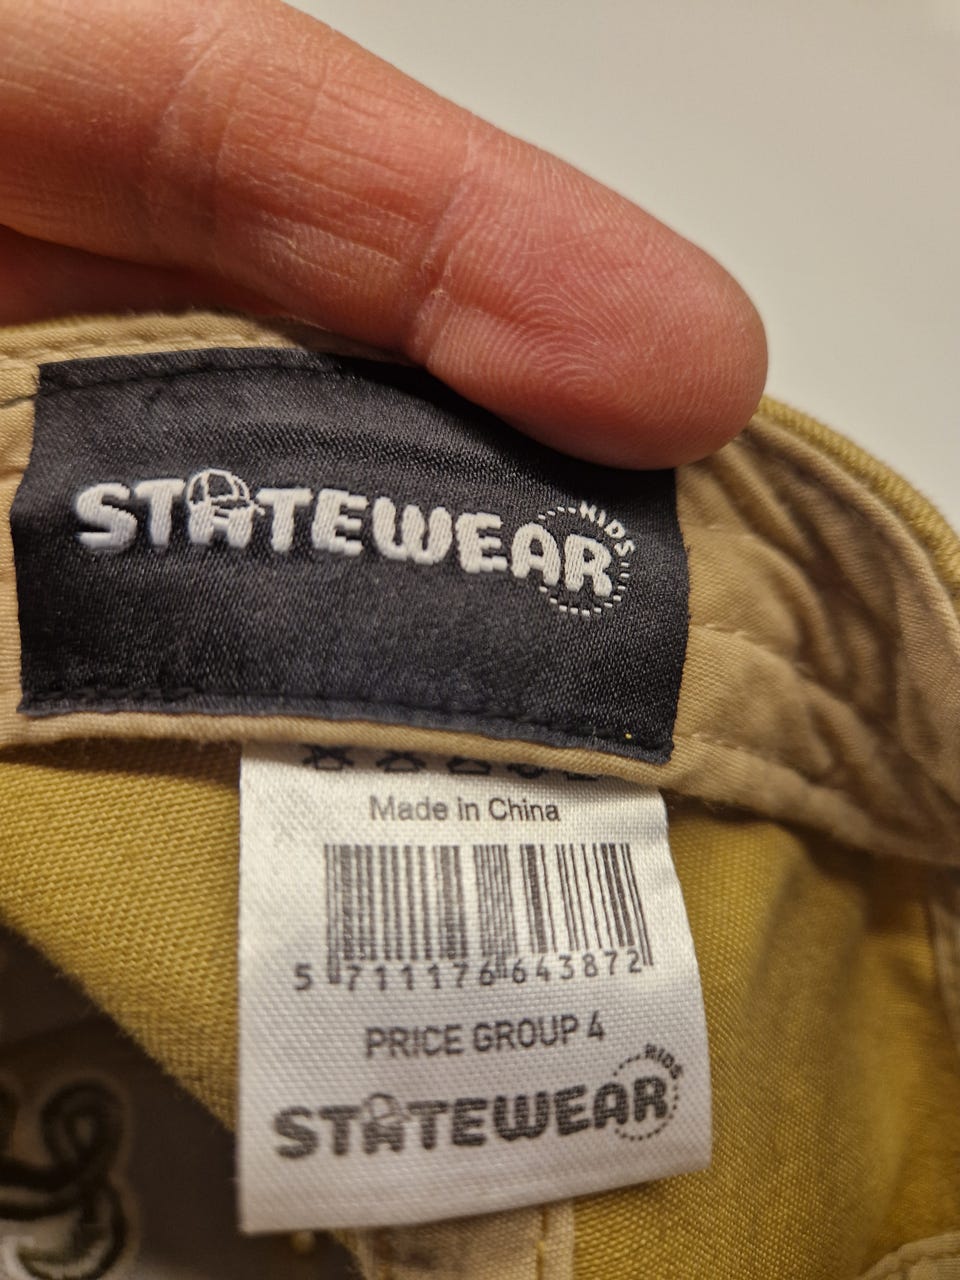 STATEWEAR KIDS
Made in China
5 711176 643872
PRICE GROUP 4
STATEWEAR KIDS